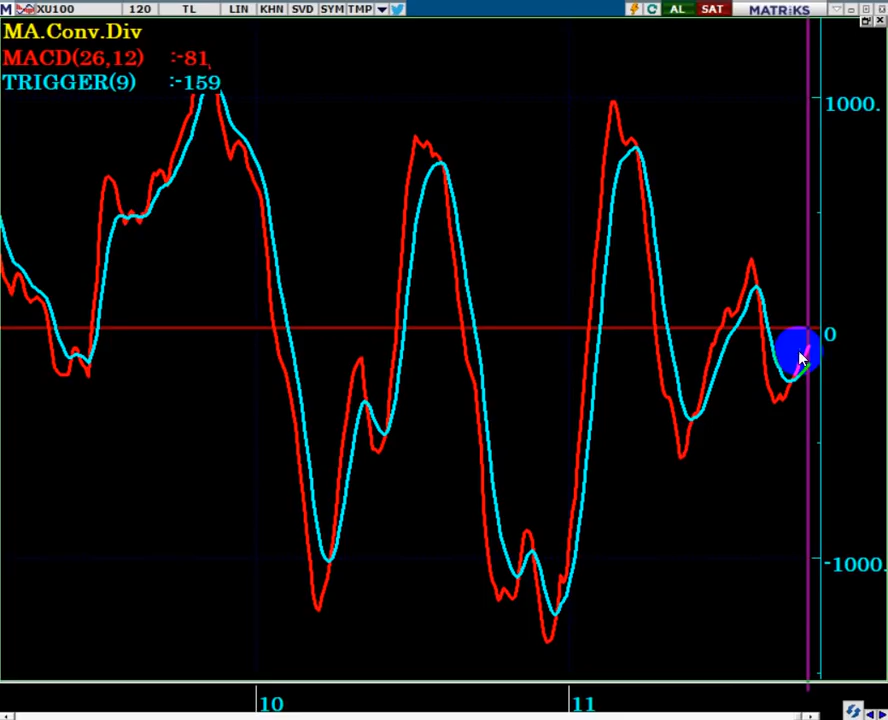 M XU100 120 TL LIN KHN SVD SYM TMP AL SAT MATRiKS
MA.Conv.Div
MACD(26,12) :-81
TRIGGER(9) :-159
1000.
0
-1000.
10 11